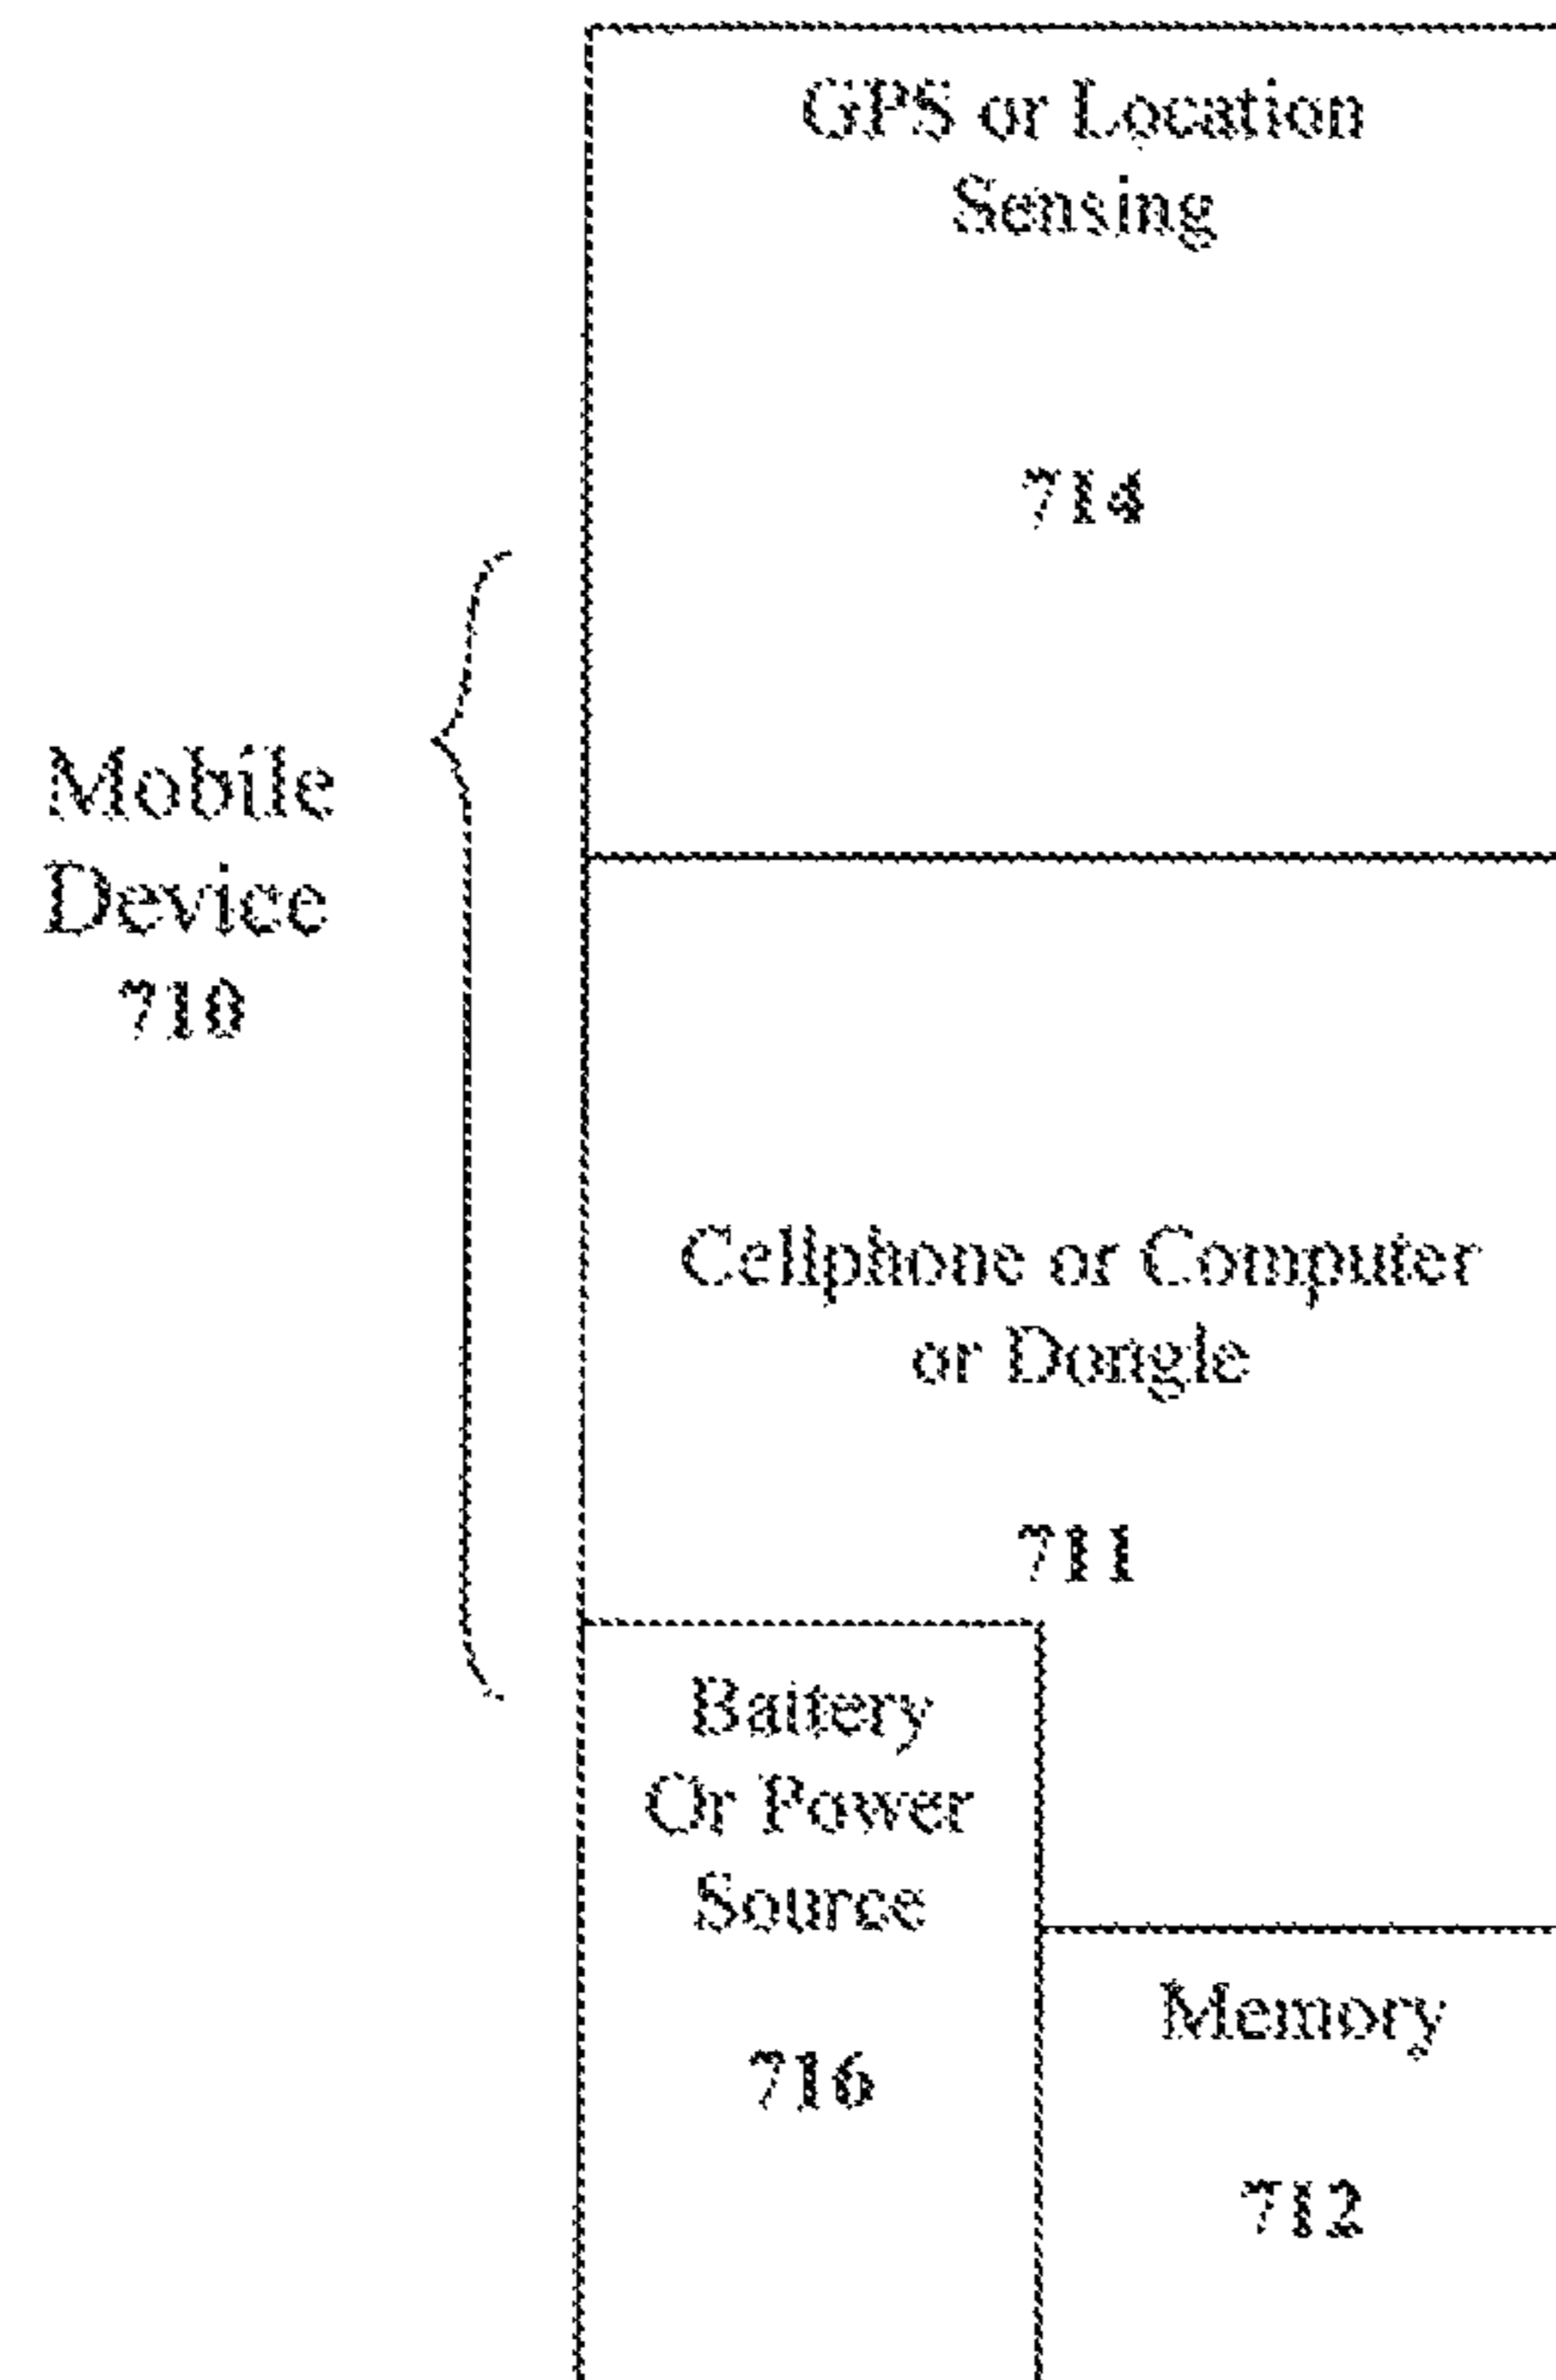 GPS or Location
Sensing
714
Mobile
Device
710
Cellphone or Computer
or Dongle
711
Battery
Or Power
Source
716
Memory
712